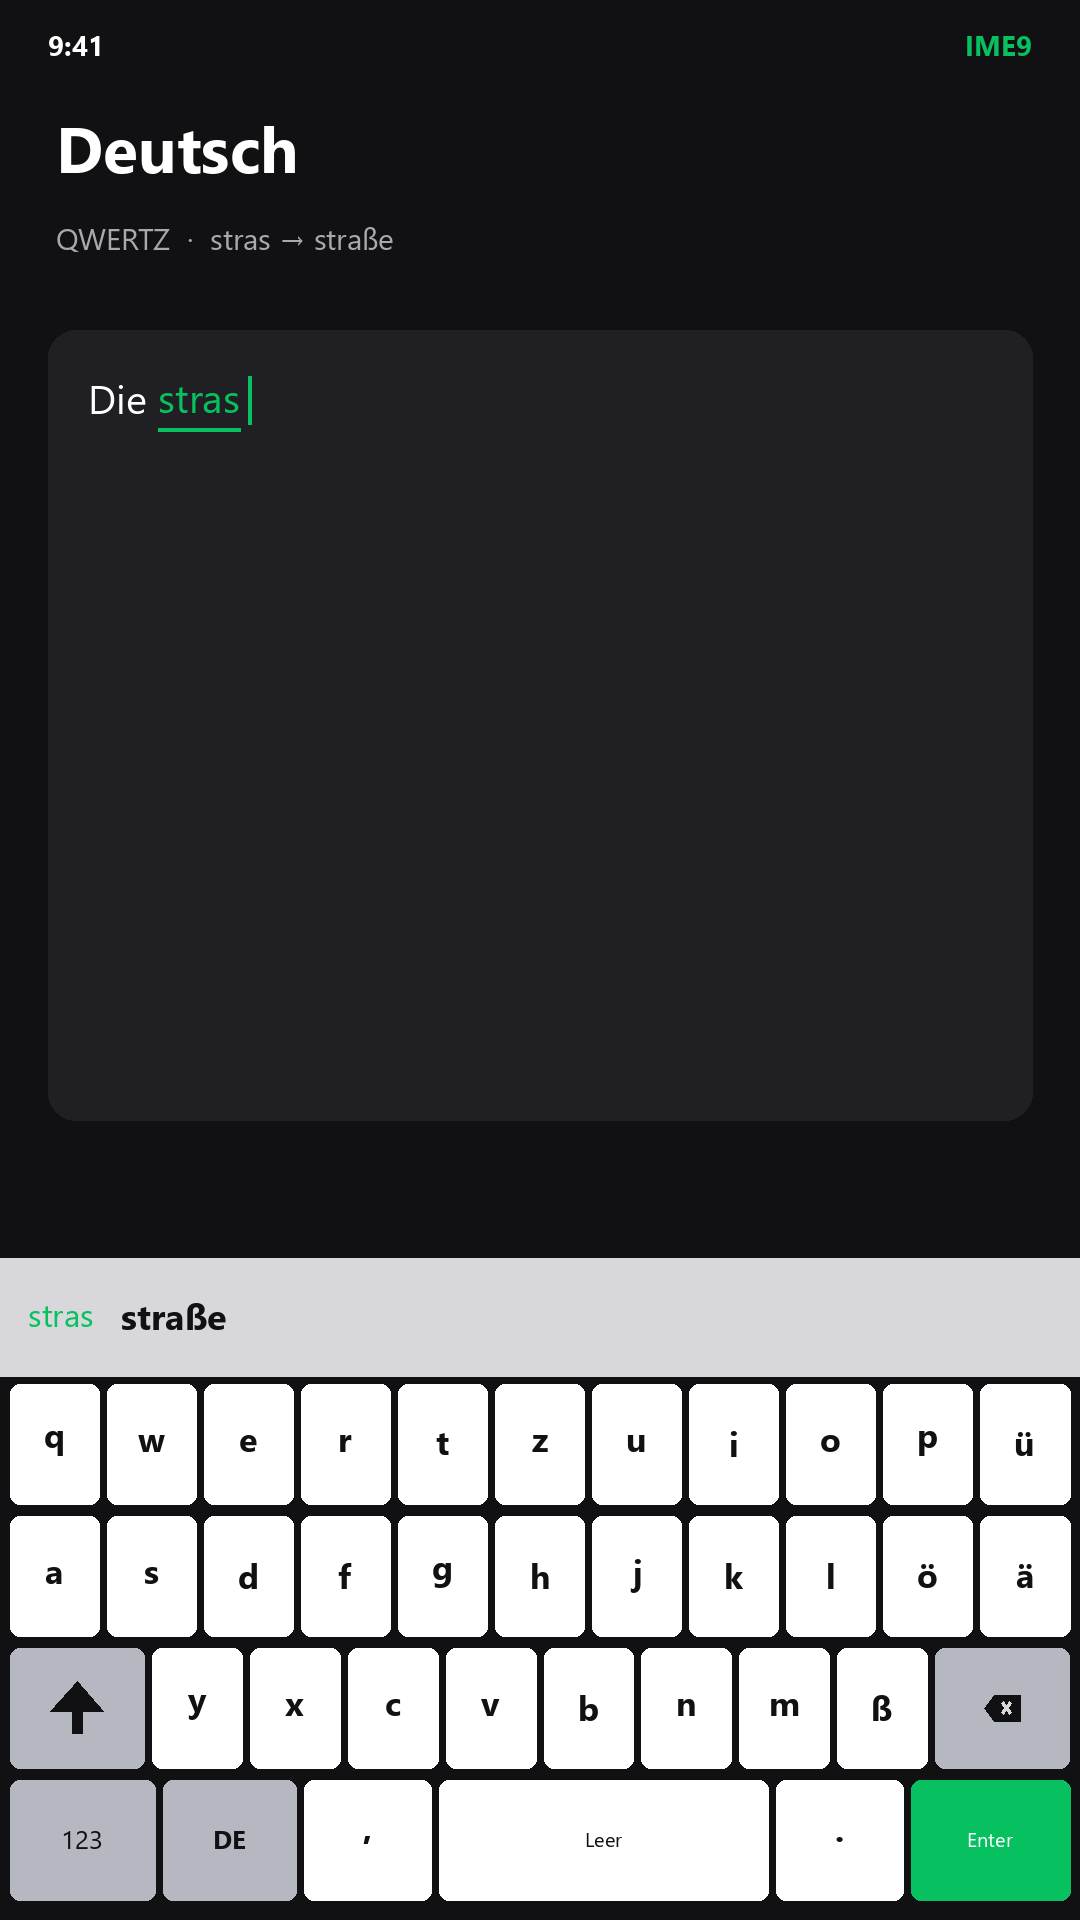 9:41 IME9
Deutsch
QWERTZ · stras → straße
Die stras
stras straße
q w e r t z u i o p ü
a s d f g h j k l ö ä
y x c v b n m ß
123 DE , Leer . Enter